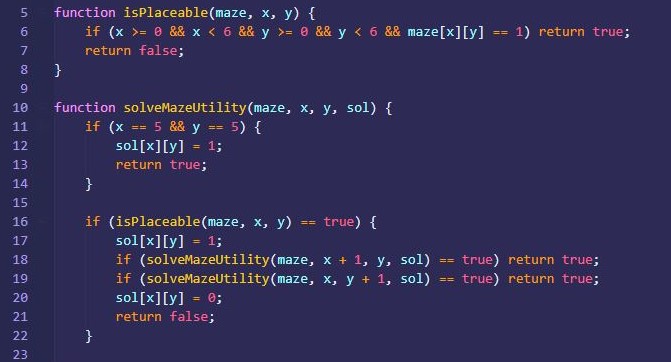 5 function isPlaceable(maze, x, y) {
6 if (x >= 0 && x < 6 && y >= 0 && y < 6 && maze[x][y] == 1) return true;
7 return false;
8 }
9
10 function solveMazeUtility(maze, x, y, sol) {
11 if (x == 5 && y == 5) {
12 sol[x][y] = 1;
13 return true;
14 }
15
16 if (isPlaceable(maze, x, y) == true) {
17 sol[x][y] = 1;
18 if (solveMazeUtility(maze, x + 1, y, sol) == true) return true;
19 if (solveMazeUtility(maze, x, y + 1, sol) == true) return true;
20 sol[x][y] = 0;
21 return false;
22 }
23